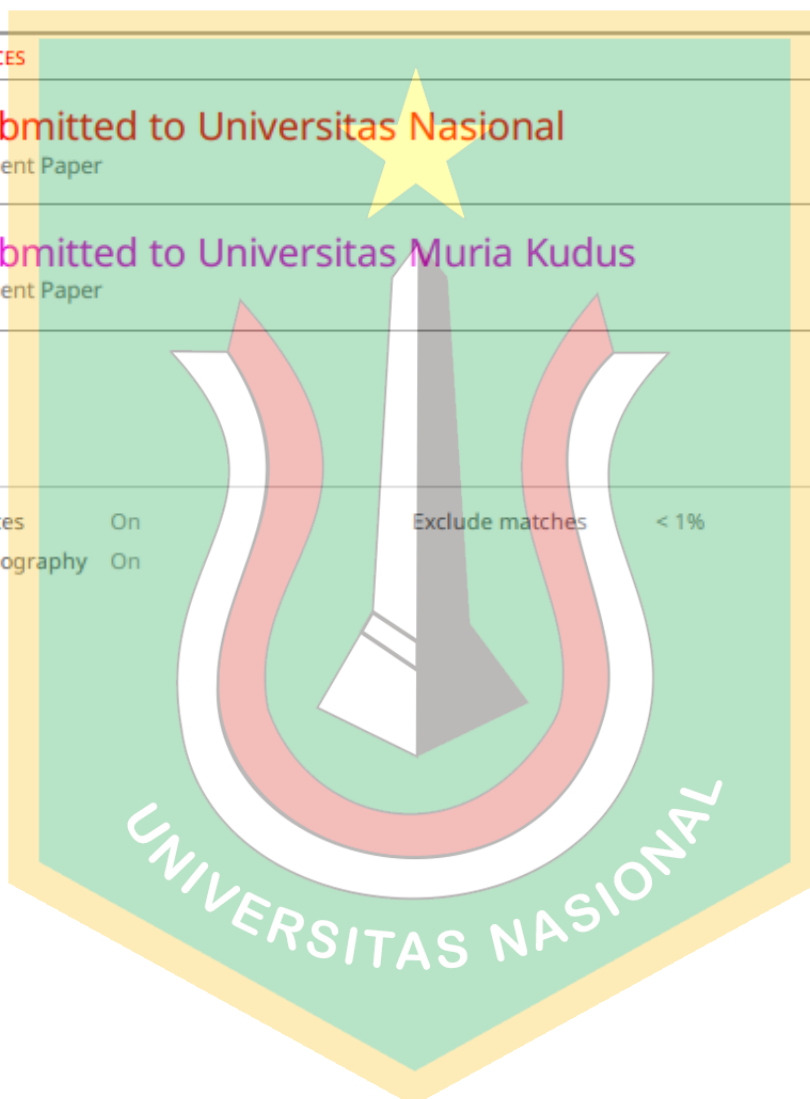 CES
bmitted to Universitas Nasional
ent Paper
bmitted to Universitas Muria Kudus
ent Paper
tes On Exclude matches < 1%
ography On
UNIVERSITAS NASIONAL